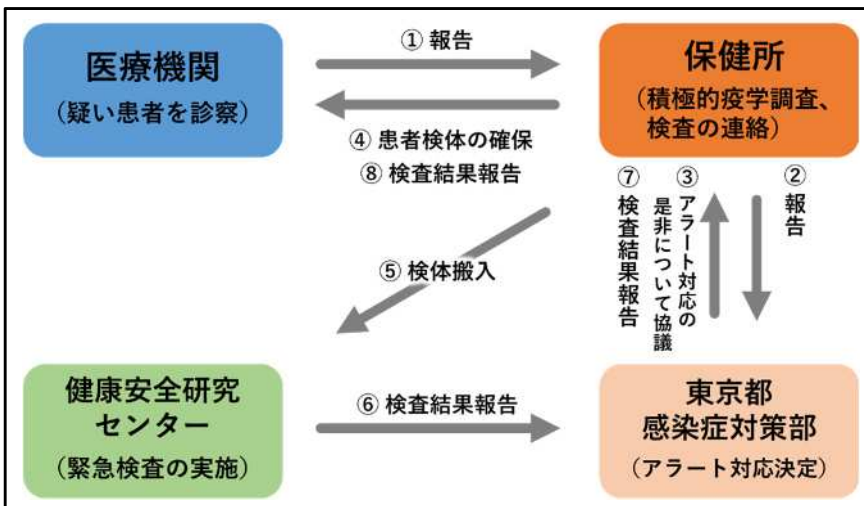 医療機関
（疑い患者を診察）
① 報告
保健所
（積極的疫学調査、
検査の連絡）
④ 患者検体の確保
⑧ 検査結果報告
② 報告
③ アラート対応の
是非について協議
⑦ 検査結果報告
⑤ 検体搬入
健康安全研究
センター
（緊急検査の実施）
⑥ 検査結果報告
東京都
感染症対策部
（アラート対応決定）